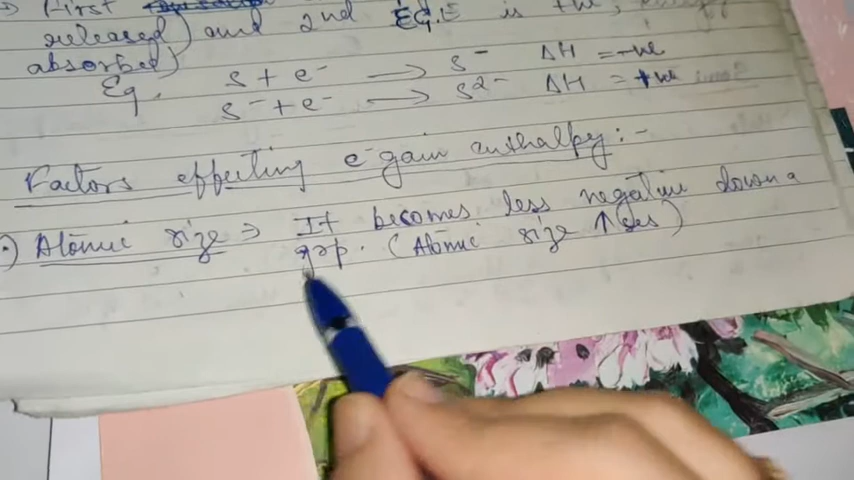 First
released) and 2nd EGE is +ve,
absorbed)
Eg. S + e⁻ → S⁻ ΔH = -ve
S⁻ + e⁻ → S²⁻ ΔH = +ve
Factors effecting e⁻ gain enthalpy :-
•) Atomic size ⇒ It becomes less negative down a
grp. (Atomic size ↑ses)